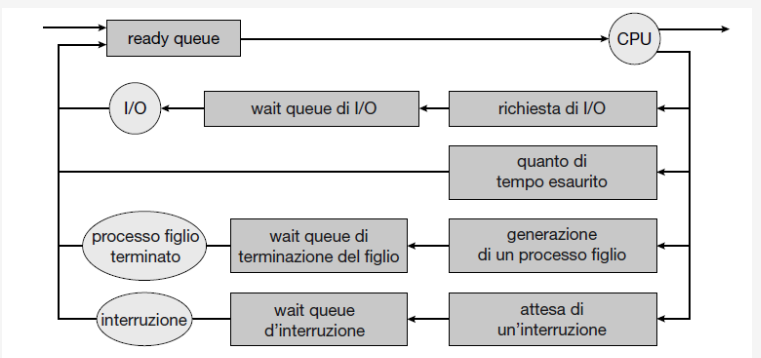 ready queue
CPU
I/O
wait queue di I/O
richiesta di I/O
quanto di
tempo esaurito
processo figlio
terminato
wait queue di
terminazione del figlio
generazione
di un processo figlio
interruzione
wait queue
d'interruzione
attesa di
un'interruzione